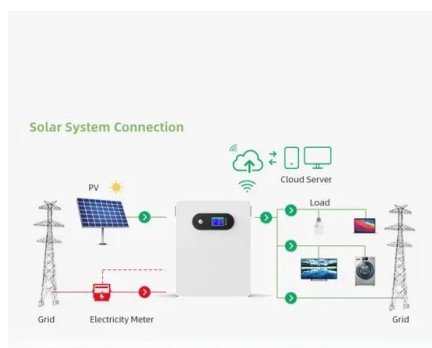 Solar System Connection
Cloud Server
PV
Load
Grid
Electricity Meter
Grid